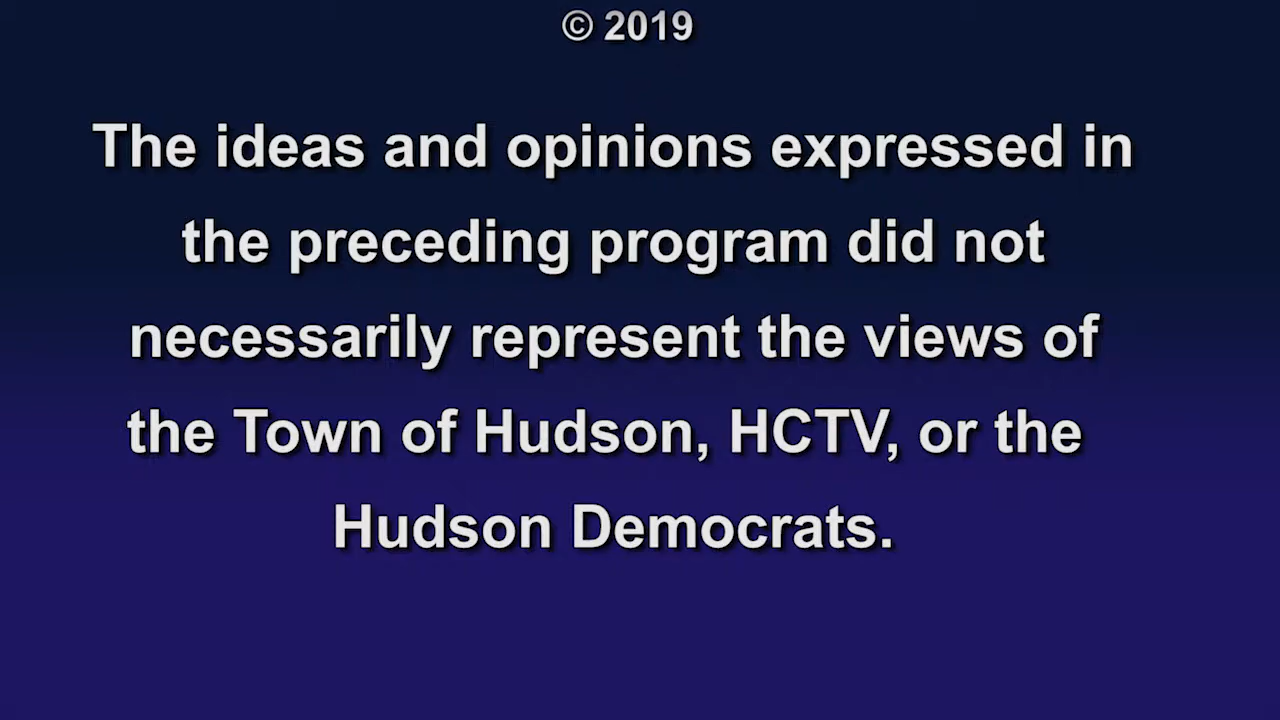 © 2019
The ideas and opinions expressed in
the preceding program did not
necessarily represent the views of
the Town of Hudson, HCTV, or the
Hudson Democrats.